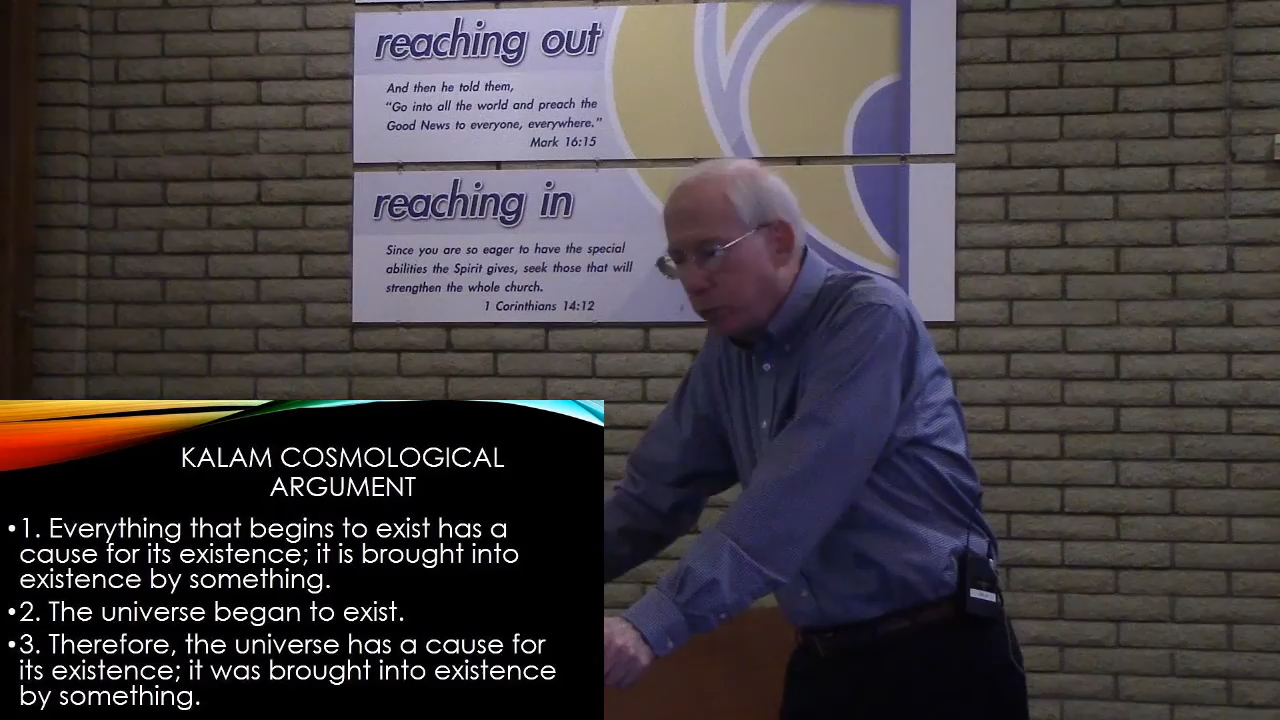 reaching out
And then he told them,
"Go into all the world and preach the
Good News to everyone, everywhere."
Mark 16:15
reaching in
Since you are so eager to have the special
abilities the Spirit gives, seek those that will
strengthen the whole church.
1 Corinthians 14:12
KALAM COSMOLOGICAL
ARGUMENT
•1. Everything that begins to exist has a
cause for its existence; it is brought into
existence by something.
•2. The universe began to exist.
•3. Therefore, the universe has a cause for
its existence; it was brought into existence
by something.